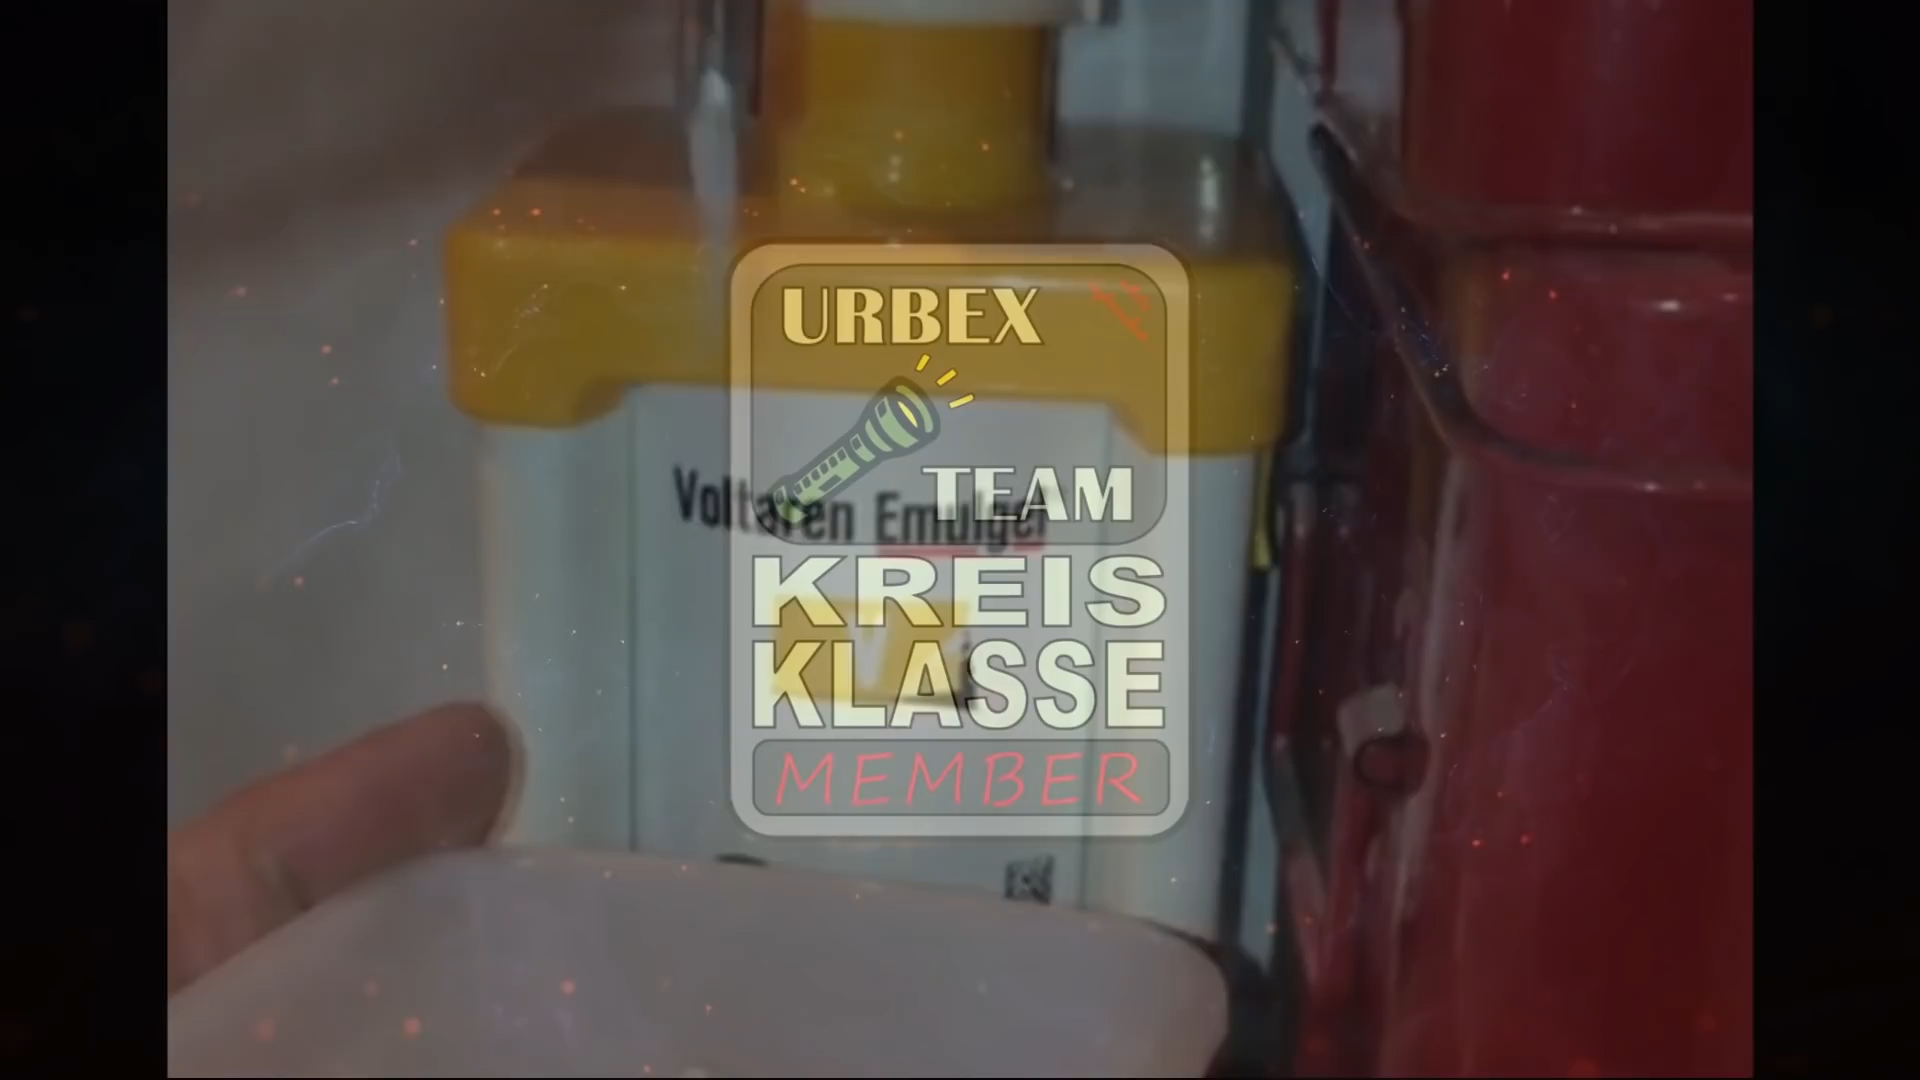 URBEX
TEAM
Voltaren Emulgel
KREIS
KLASSE
MEMBER